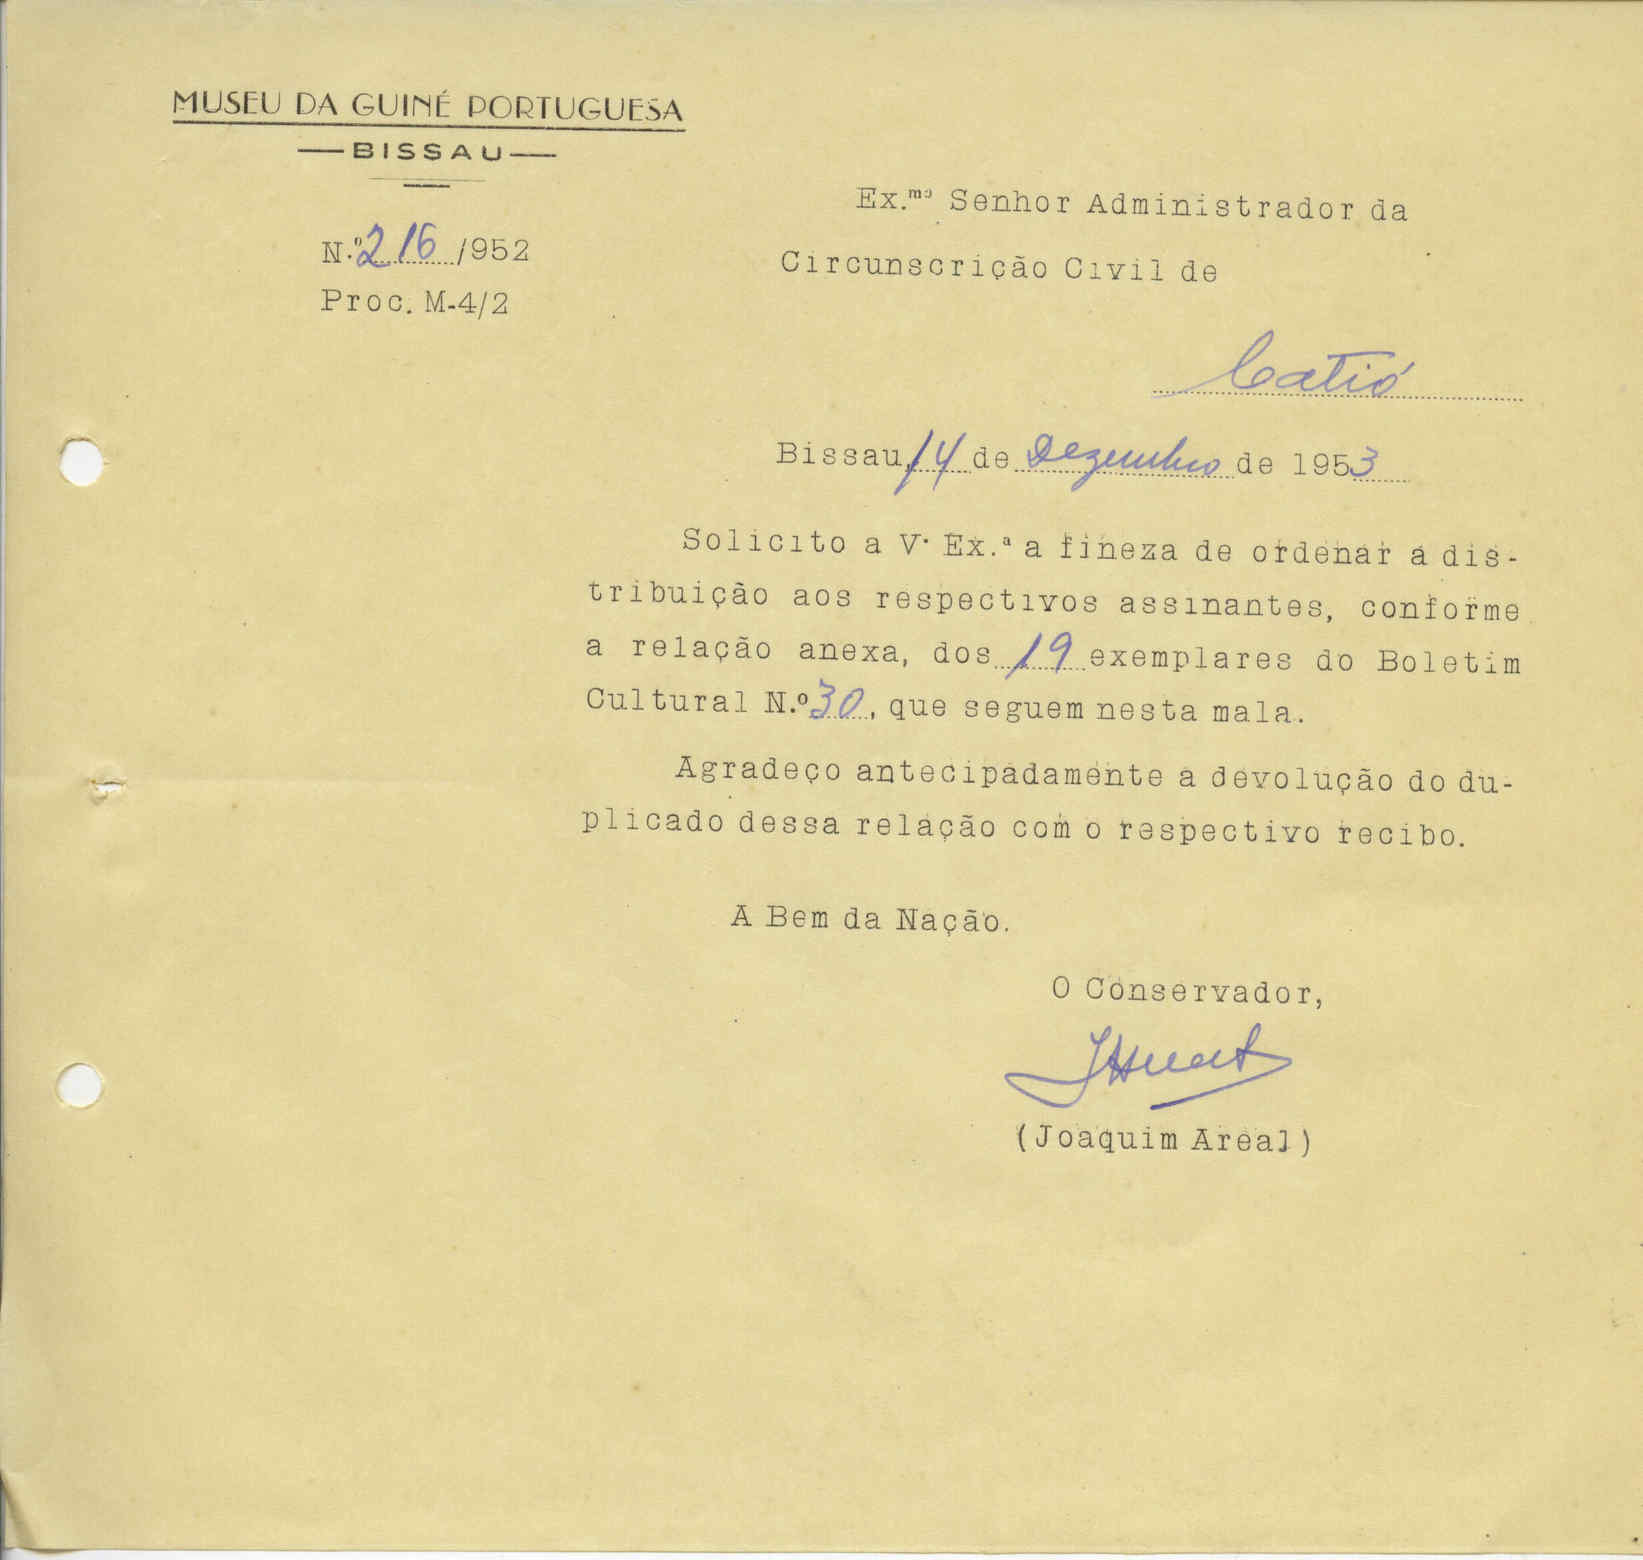 MUSEU DA GUINÉ PORTUGUESA
BISSAU
N.º 216 /952
Proc. M-4/2
Ex.mo Senhor Administrador da
Circunscrição Civil de
Catió
Bissau, 14 de Dezembro de 1953
Solicito a V. Ex.ª a fineza de ordenar a dis-
tribuição aos respectivos assinantes, conforme
a relação anexa, dos 19 exemplares do Boletim
Cultural N.º 30, que seguem nesta mala.
Agradeço antecipadamente a devolução do du-
plicado dessa relação com o respectivo recibo.
A Bem da Nação.
O Conservador,
(Joaquim Areal)